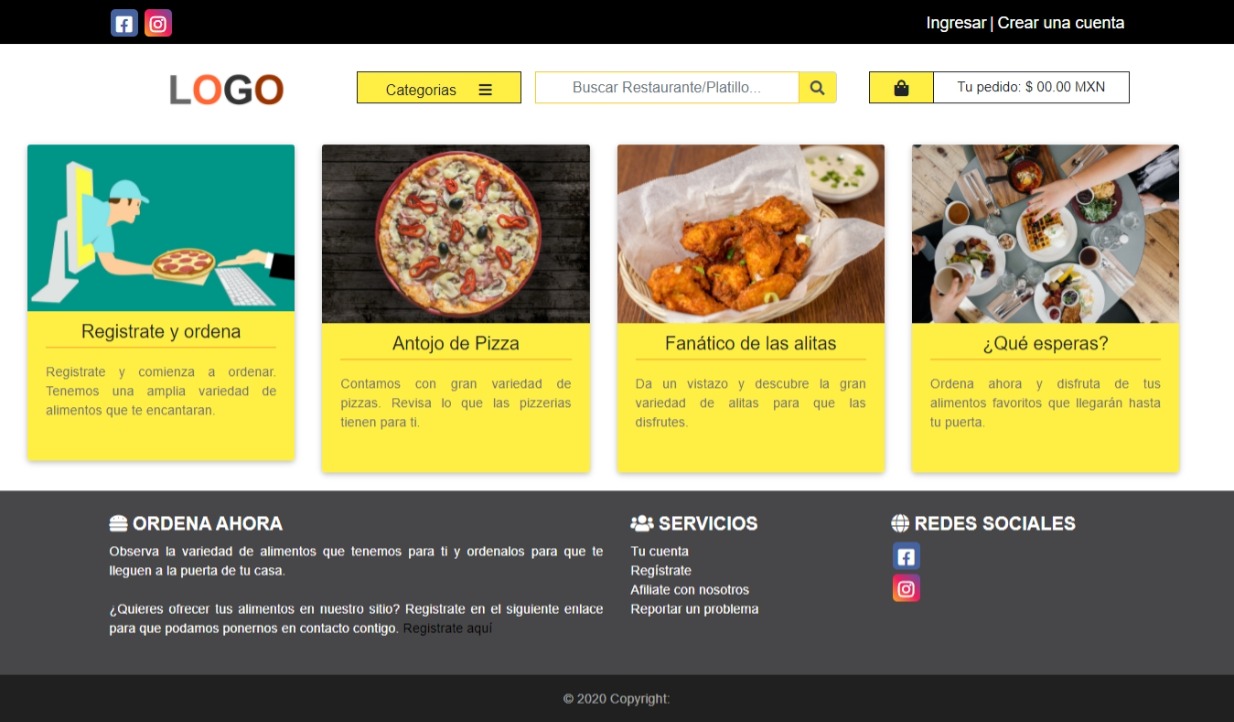 Ingresar | Crear una cuenta
LOGO
Categorias
Buscar Restaurante/Platillo...
Tu pedido: $ 00.00 MXN
Registrate y ordena
Registrate y comienza a ordenar.
Tenemos una amplia variedad de
alimentos que te encantaran.
Antojo de Pizza
Contamos con gran variedad de
pizzas. Revisa lo que las pizzerias
tienen para ti.
Fanático de las alitas
Da un vistazo y descubre la gran
variedad de alitas para que las
disfrutes.
¿Qué esperas?
Ordena ahora y disfruta de tus
alimentos favoritos que llegarán hasta
tu puerta.
ORDENA AHORA
Observa la variedad de alimentos que tenemos para ti y ordenalos para que te
lleguen a la puerta de tu casa.
¿Quieres ofrecer tus alimentos en nuestro sitio? Registrate en el siguiente enlace
para que podamos ponernos en contacto contigo. Registrate aquí
SERVICIOS
Tu cuenta
Regístrate
Afiliate con nosotros
Reportar un problema
REDES SOCIALES
© 2020 Copyright: